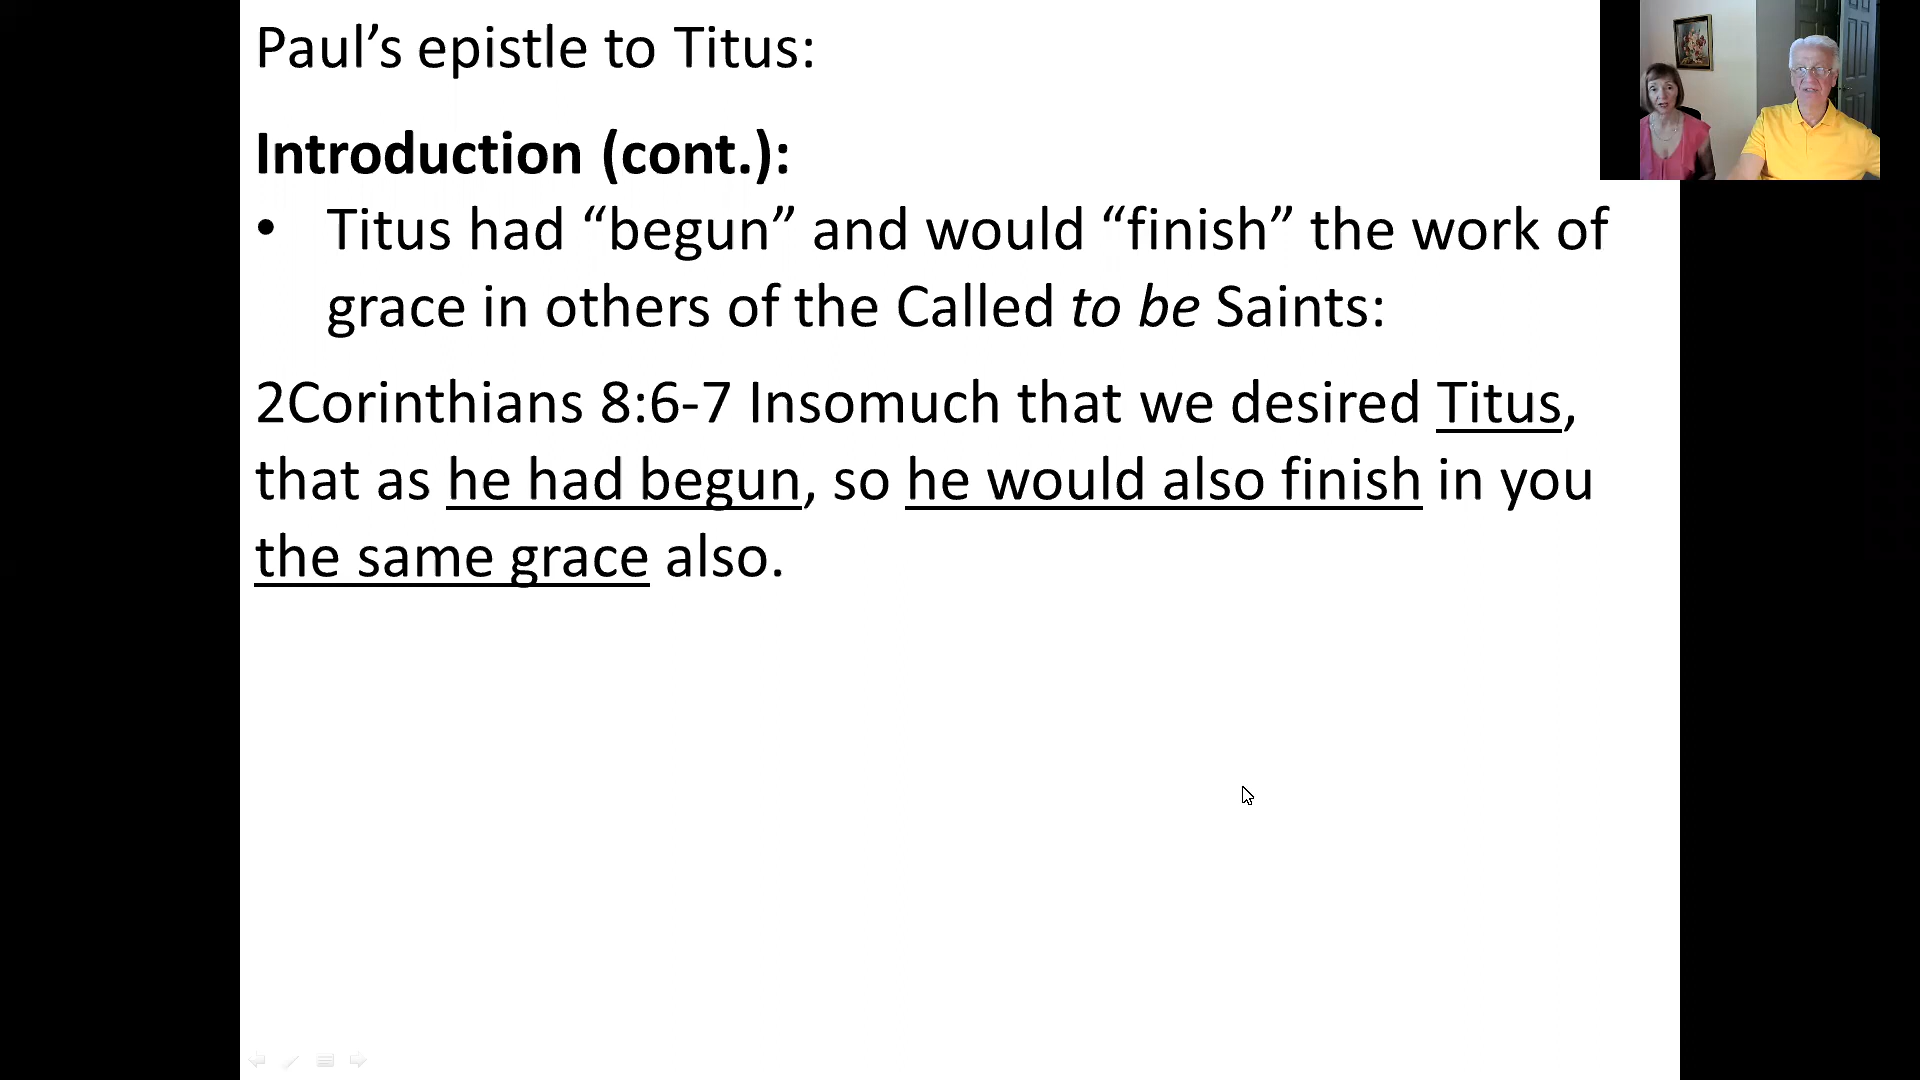 Paul’s epistle to Titus:
Introduction (cont.):
• Titus had “begun” and would “finish” the work of
grace in others of the Called to be Saints:
2Corinthians 8:6-7 Insomuch that we desired Titus,
that as he had begun, so he would also finish in you
the same grace also.